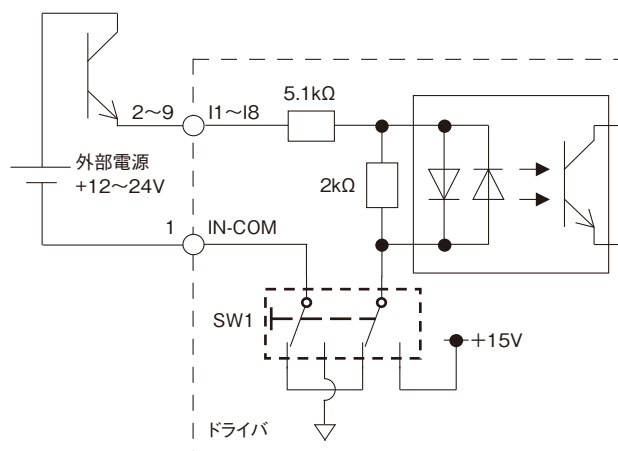 5.1kΩ
2～9
I1～I8
外部電源
+12～24V
2kΩ
1
IN-COM
SW1
+15V
ドライバ